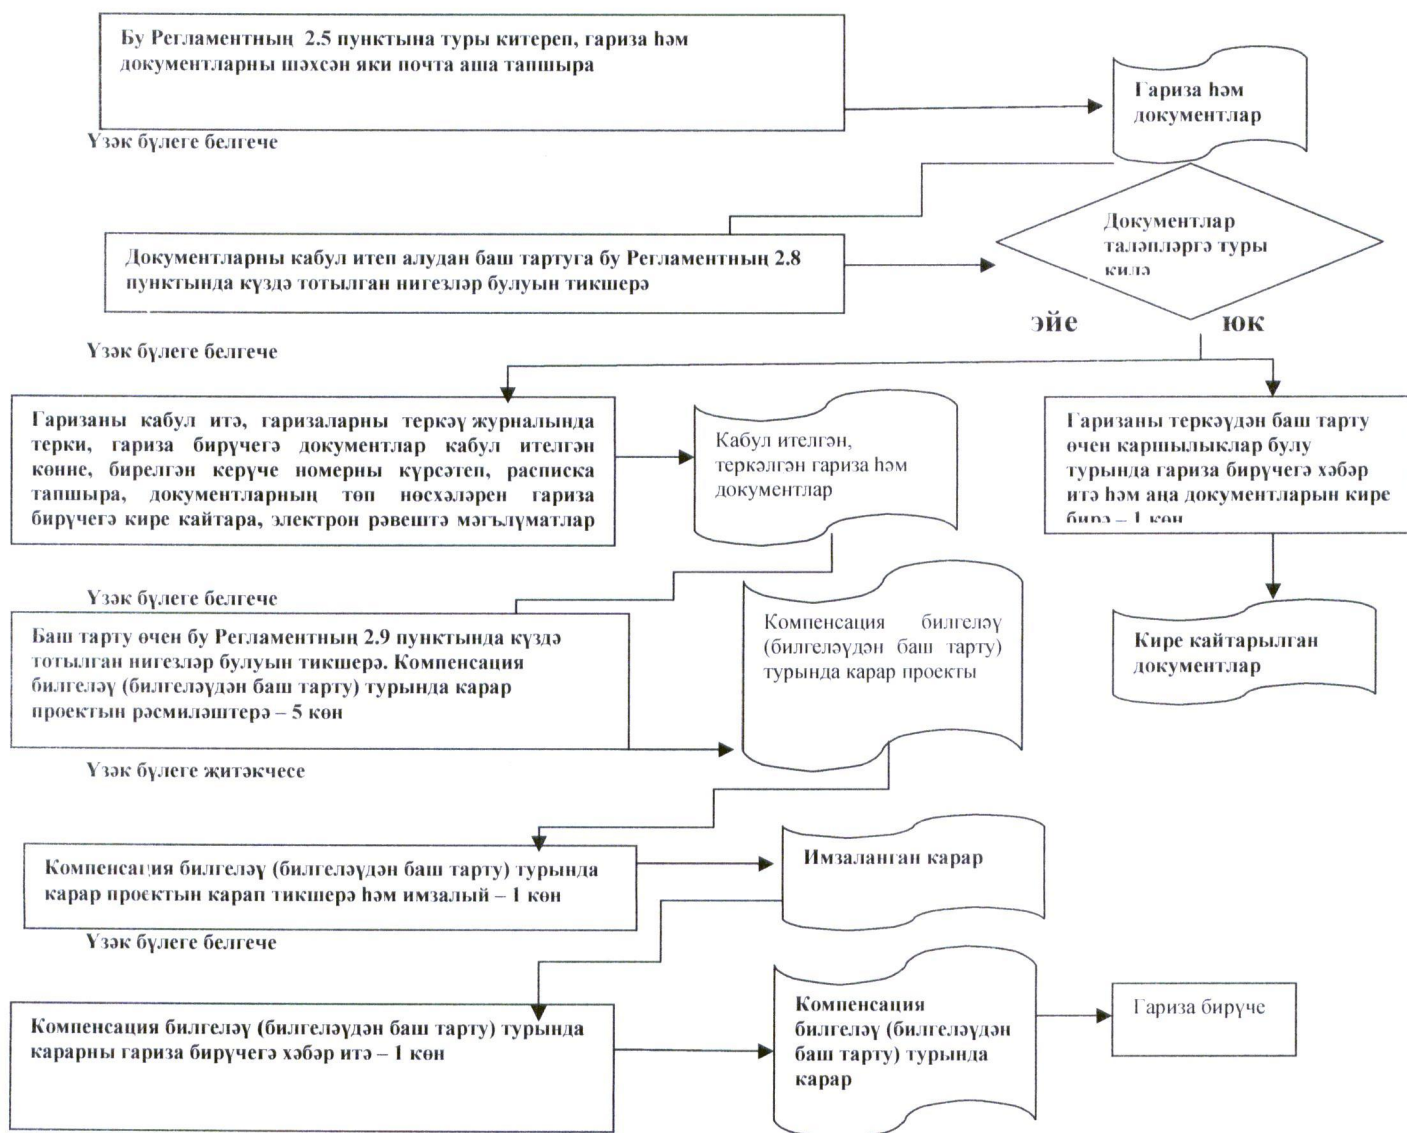 Бу Регламентның 2.5 пунктына туры китереп, гариза һәм
документларны шәхсән яки почта аша тапшыра
Гариза һәм
документлар
Үзәк бүлеге белгече
Документлар
таләпләргә туры
килә
Документларны кабул итеп алудан баш тартуга бу Регламентның 2.8
пунктында күздә тотылган нигезләр булуын тикшерә
эйе
юк
Үзәк бүлеге белгече
Гаризаны кабул итә, гаризаларны теркәү журналында
терки, гариза бирүчегә документлар кабул ителгән
көнне, бирелгән керүче номерны күрсәтеп, расписка
тапшыра, документларның төп нөсхәләрен гариза
бирүчегә кире кайтара, электрон рәвештә мәгълүматлар
Кабул ителгән,
теркәлгән гариза һәм
документлар
Гаризаны теркәүдән баш тарту
өчен каршылыклар булу
турында гариза бирүчегә хәбәр
итә һәм аңа документларын кире
бирә – 1 көн
Үзәк бүлеге белгече
Баш тарту өчен бу Регламентның 2.9 пунктында күздә
тотылган нигезләр булуын тикшерә. Компенсация
билгеләү (билгеләүдән баш тарту) турында карар
проектын рәсмиләштерә – 5 көн
Компенсация билгеләү
(билгеләүдән баш тарту)
турында карар проекты
Кире кайтарылган
документлар
Үзәк бүлеге җитәкчесе
Компенсация билгеләү (билгеләүдән баш тарту) турында
карар проектын карап тикшерә һәм имзалый – 1 көн
Имзаланган карар
Үзәк бүлеге белгече
Компенсация билгеләү (билгеләүдән баш тарту) турында
карарны гариза бирүчегә хәбәр итә – 1 көн
Компенсация
билгеләү (билгеләүдән
баш тарту) турында
карар
Гариза бирүче